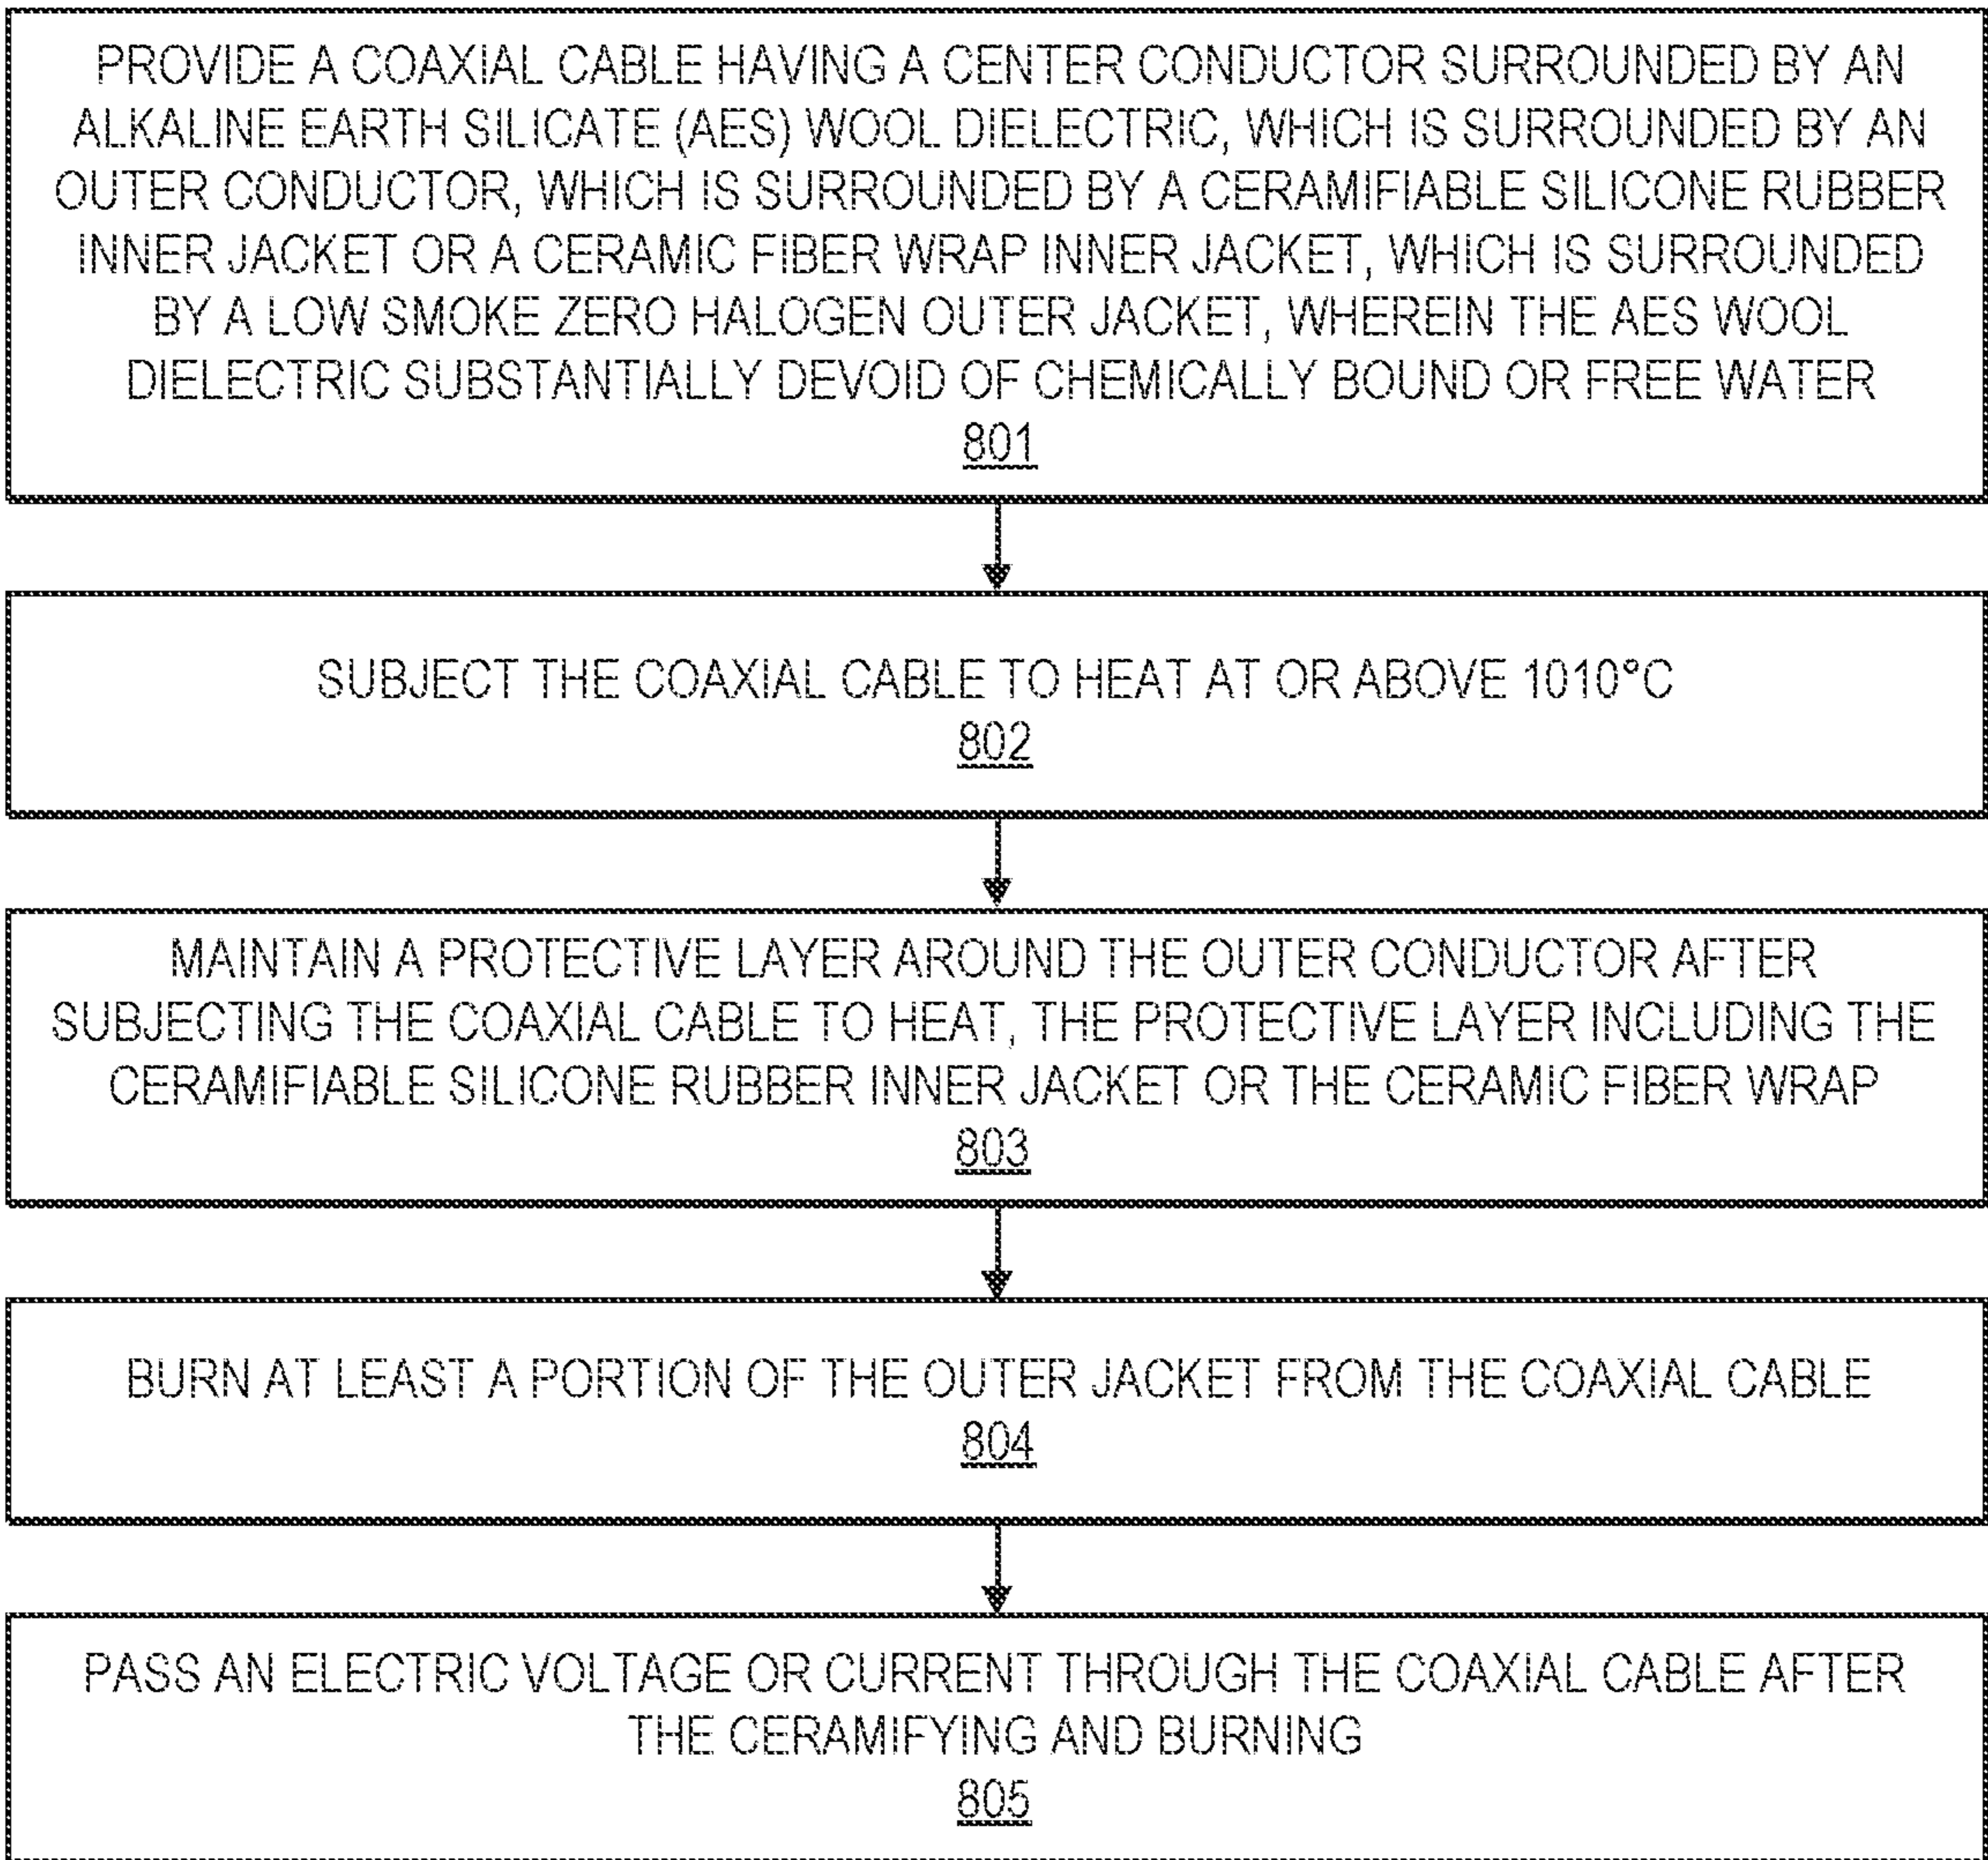 PROVIDE A COAXIAL CABLE HAVING A CENTER CONDUCTOR SURROUNDED BY AN
ALKALINE EARTH SILICATE (AES) WOOL DIELECTRIC, WHICH IS SURROUNDED BY AN
OUTER CONDUCTOR, WHICH IS SURROUNDED BY A CERAMIFIABLE SILICONE RUBBER
INNER JACKET OR A CERAMIC FIBER WRAP INNER JACKET, WHICH IS SURROUNDED
BY A LOW SMOKE ZERO HALOGEN OUTER JACKET, WHEREIN THE AES WOOL
DIELECTRIC SUBSTANTIALLY DEVOID OF CHEMICALLY BOUND OR FREE WATER
801
SUBJECT THE COAXIAL CABLE TO HEAT AT OR ABOVE 1010°C
802
MAINTAIN A PROTECTIVE LAYER AROUND THE OUTER CONDUCTOR AFTER
SUBJECTING THE COAXIAL CABLE TO HEAT, THE PROTECTIVE LAYER INCLUDING THE
CERAMIFIABLE SILICONE RUBBER INNER JACKET OR THE CERAMIC FIBER WRAP
803
BURN AT LEAST A PORTION OF THE OUTER JACKET FROM THE COAXIAL CABLE
804
PASS AN ELECTRIC VOLTAGE OR CURRENT THROUGH THE COAXIAL CABLE AFTER
THE CERAMIFYING AND BURNING
805